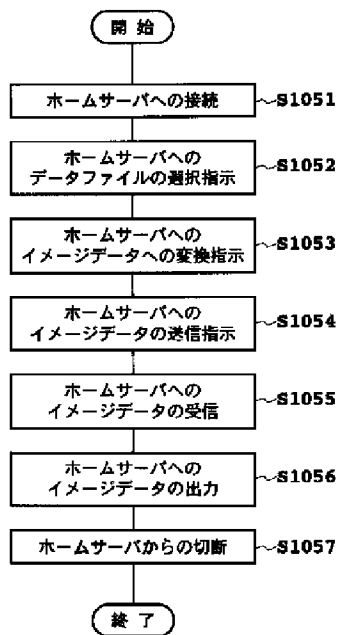 開 始
ホームサーバへの接続
S1051
ホームサーバへの
データファイルの選択指示
S1052
ホームサーバへの
イメージデータへの変換指示
S1053
ホームサーバへの
イメージデータの送信指示
S1054
ホームサーバへの
イメージデータの受信
S1055
ホームサーバへの
イメージデータの出力
S1056
ホームサーバからの切断
S1057
終 了